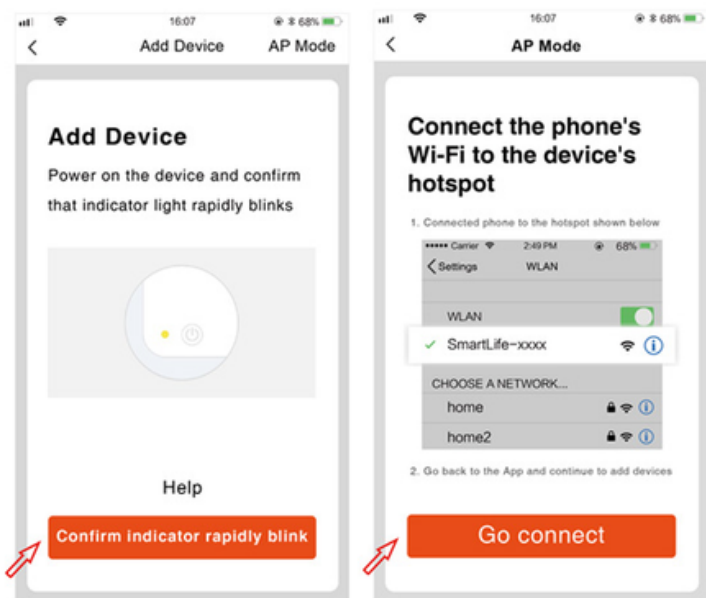 16:07
68%
Add Device
AP Mode
Add Device
Power on the device and confirm
that indicator light rapidly blinks
Help
Confirm indicator rapidly blink
16:07
68%
AP Mode
Connect the phone's
Wi-Fi to the device's
hotspot
1. Connected phone to the hotspot shown below
Carrier 2:49 PM 68%
Settings WLAN
WLAN
SmartLife-xxxx
CHOOSE A NETWORK...
home
home2
2. Go back to the App and continue to add devices
Go connect